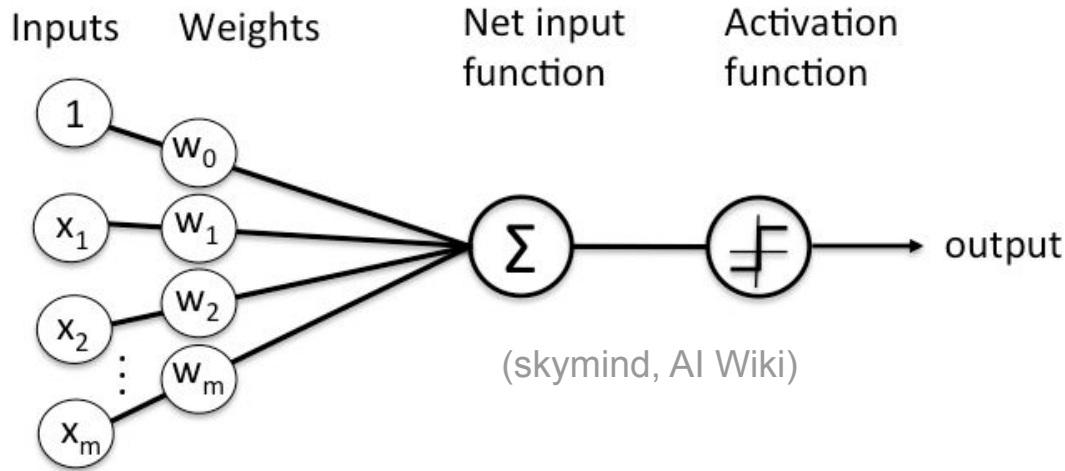 Inputs Weights Net input function Activation function
1
w₀
x₁ w₁
x₂ w₂
⋮
xₘ wₘ
Σ
output
(skymind, AI Wiki)